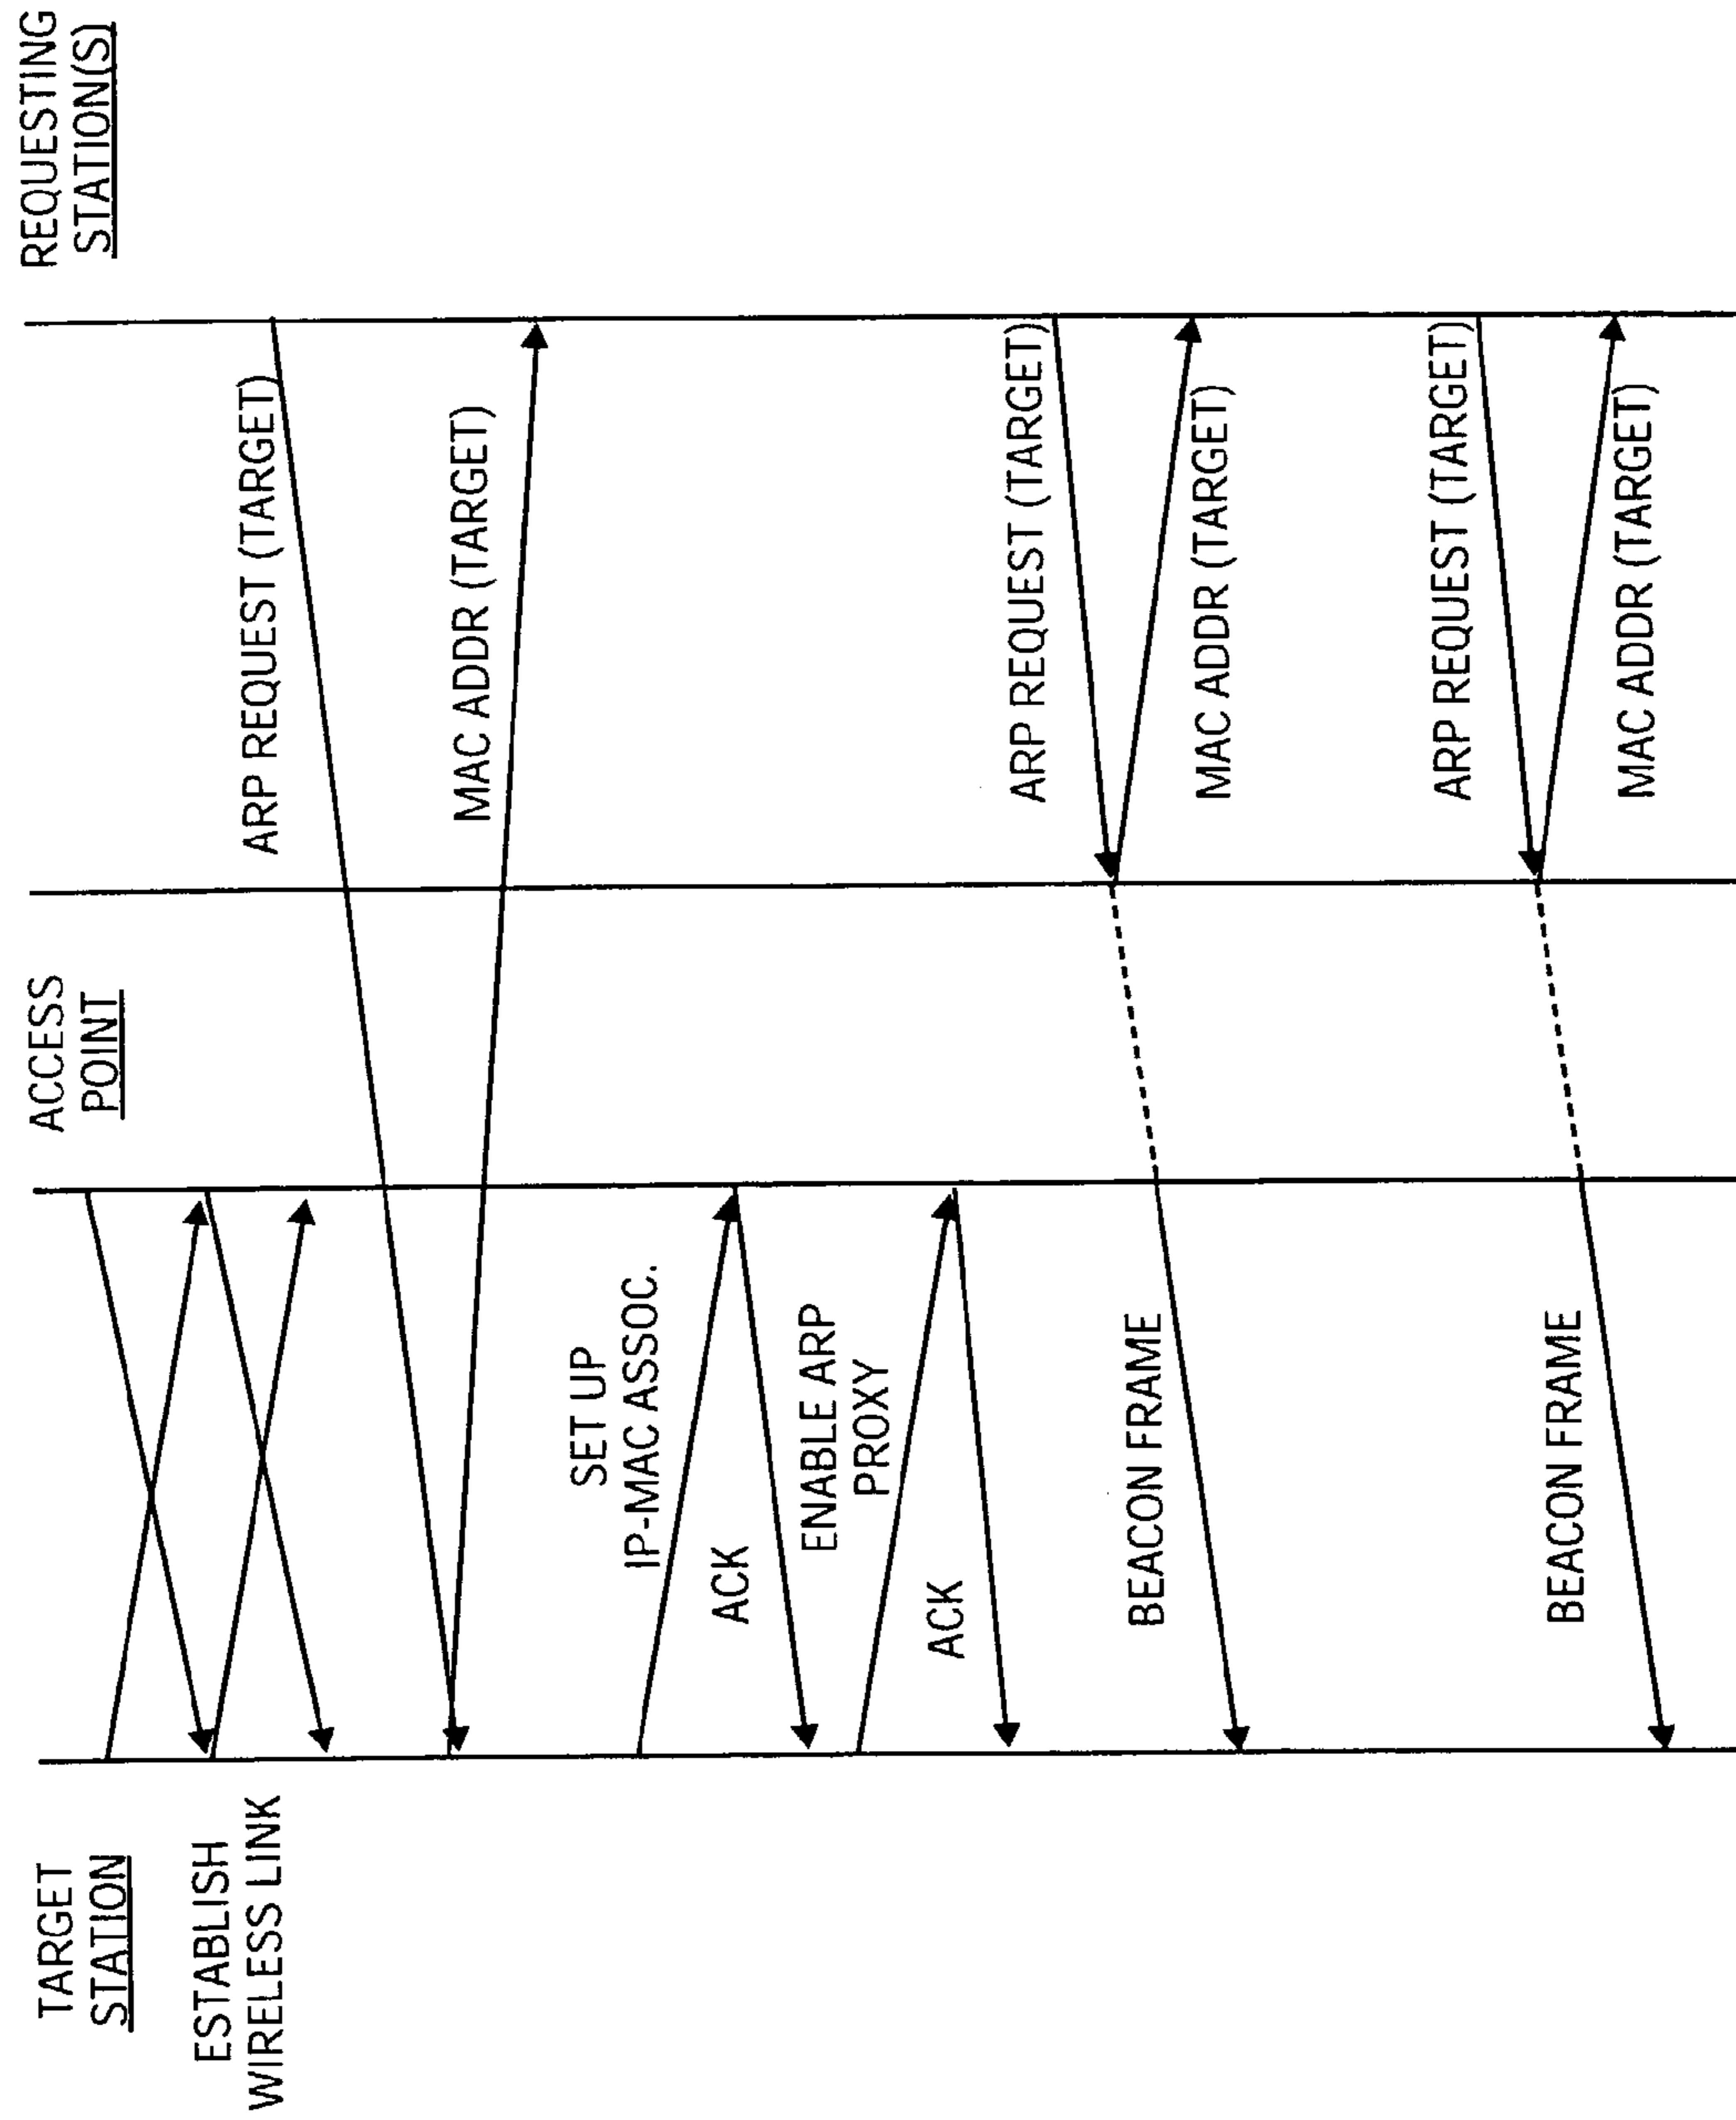 TARGET
STATION
ACCESS
POINT
REQUESTING
STATION(S)
ESTABLISH
WIRELESS LINK
ARP REQUEST (TARGET)
MAC ADDR (TARGET)
SET UP
IP-MAC ASSOC.
ACK
ENABLE ARP
PROXY
ACK
ARP REQUEST (TARGET)
BEACON FRAME
MAC ADDR (TARGET)
ARP REQUEST (TARGET)
BEACON FRAME
MAC ADDR (TARGET)